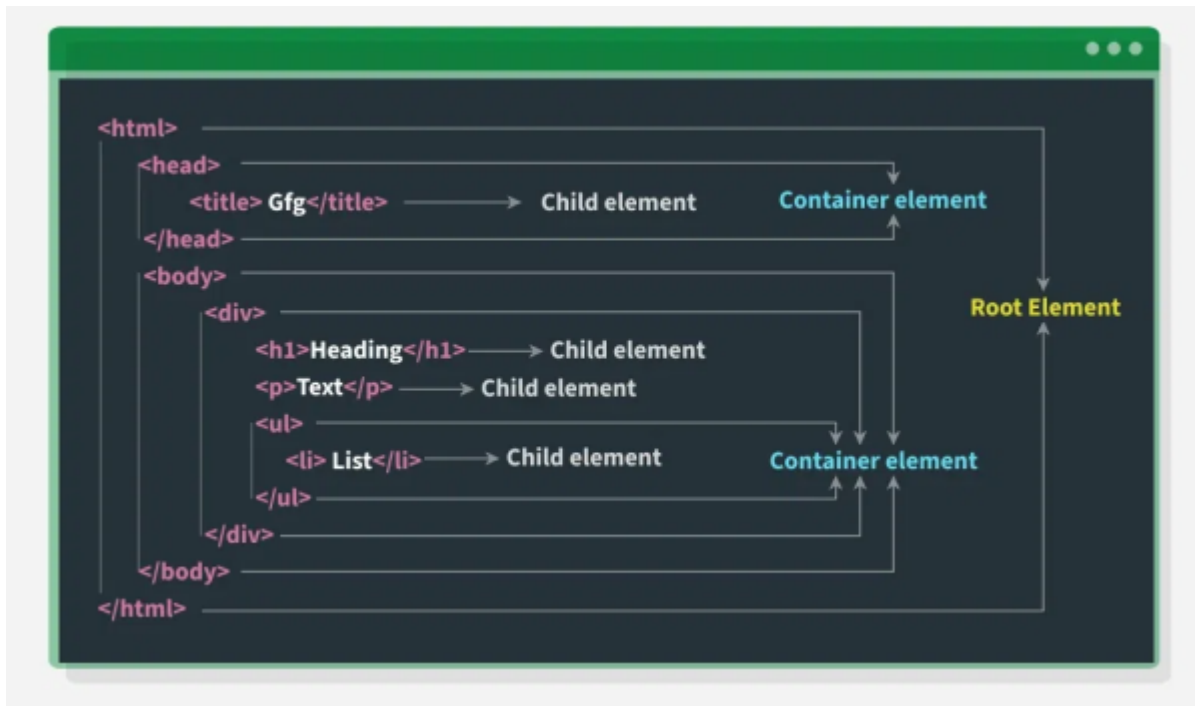 <html>
<head>
<title> Gfg</title> Child element Container element
</head>
<body>
Root Element
<div>
<h1>Heading</h1> Child element
<p>Text</p> Child element
<ul>
<li> List</li> Child element Container element
</ul>
</div>
</body>
</html>